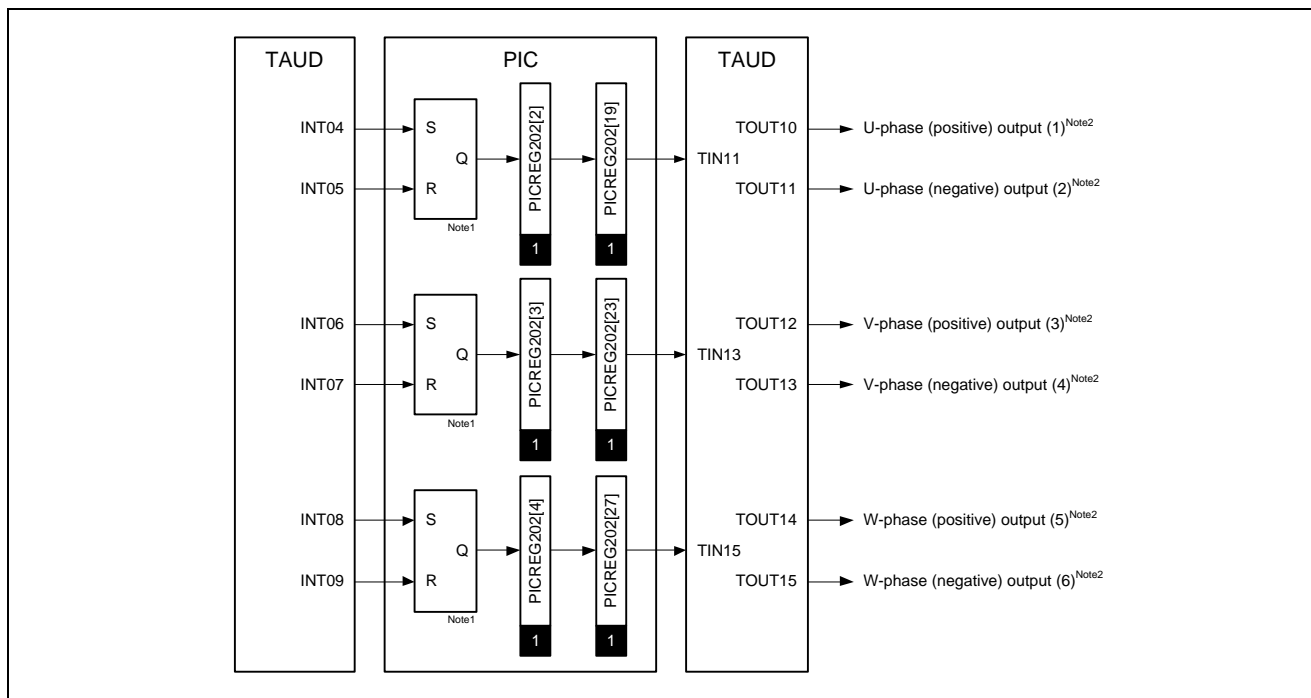 TAUD
PIC
TAUD
INT04
S
PICREG202[2]
PICREG202[19]
TOUT10
U-phase (positive) output (1)Note2
Q
TIN11
INT05
R
TOUT11
U-phase (negative) output (2)Note2
Note1
1
1
INT06
S
PICREG202[3]
PICREG202[23]
TOUT12
V-phase (positive) output (3)Note2
Q
TIN13
INT07
R
TOUT13
V-phase (negative) output (4)Note2
Note1
1
1
INT08
S
PICREG202[4]
PICREG202[27]
TOUT14
W-phase (positive) output (5)Note2
Q
TIN15
INT09
R
TOUT15
W-phase (negative) output (6)Note2
Note1
1
1